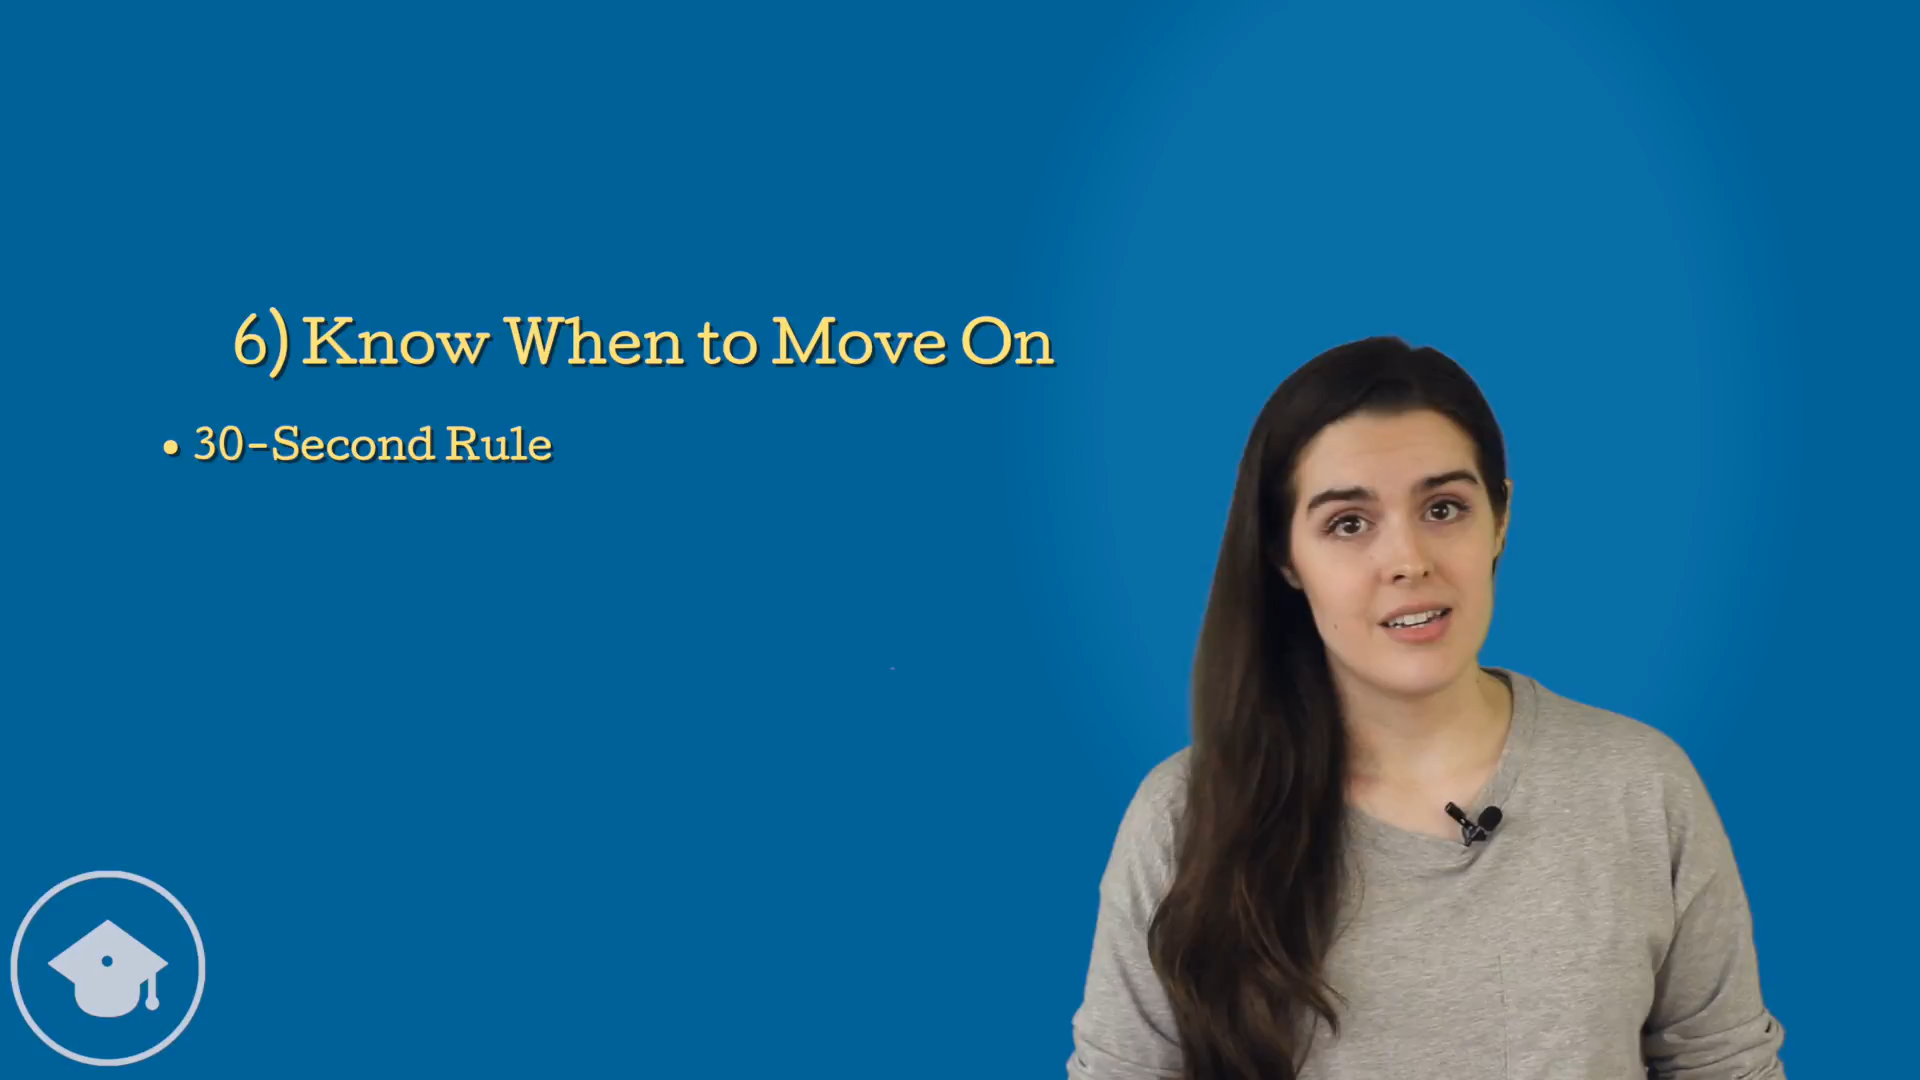 6) Know When to Move On
• 30-Second Rule